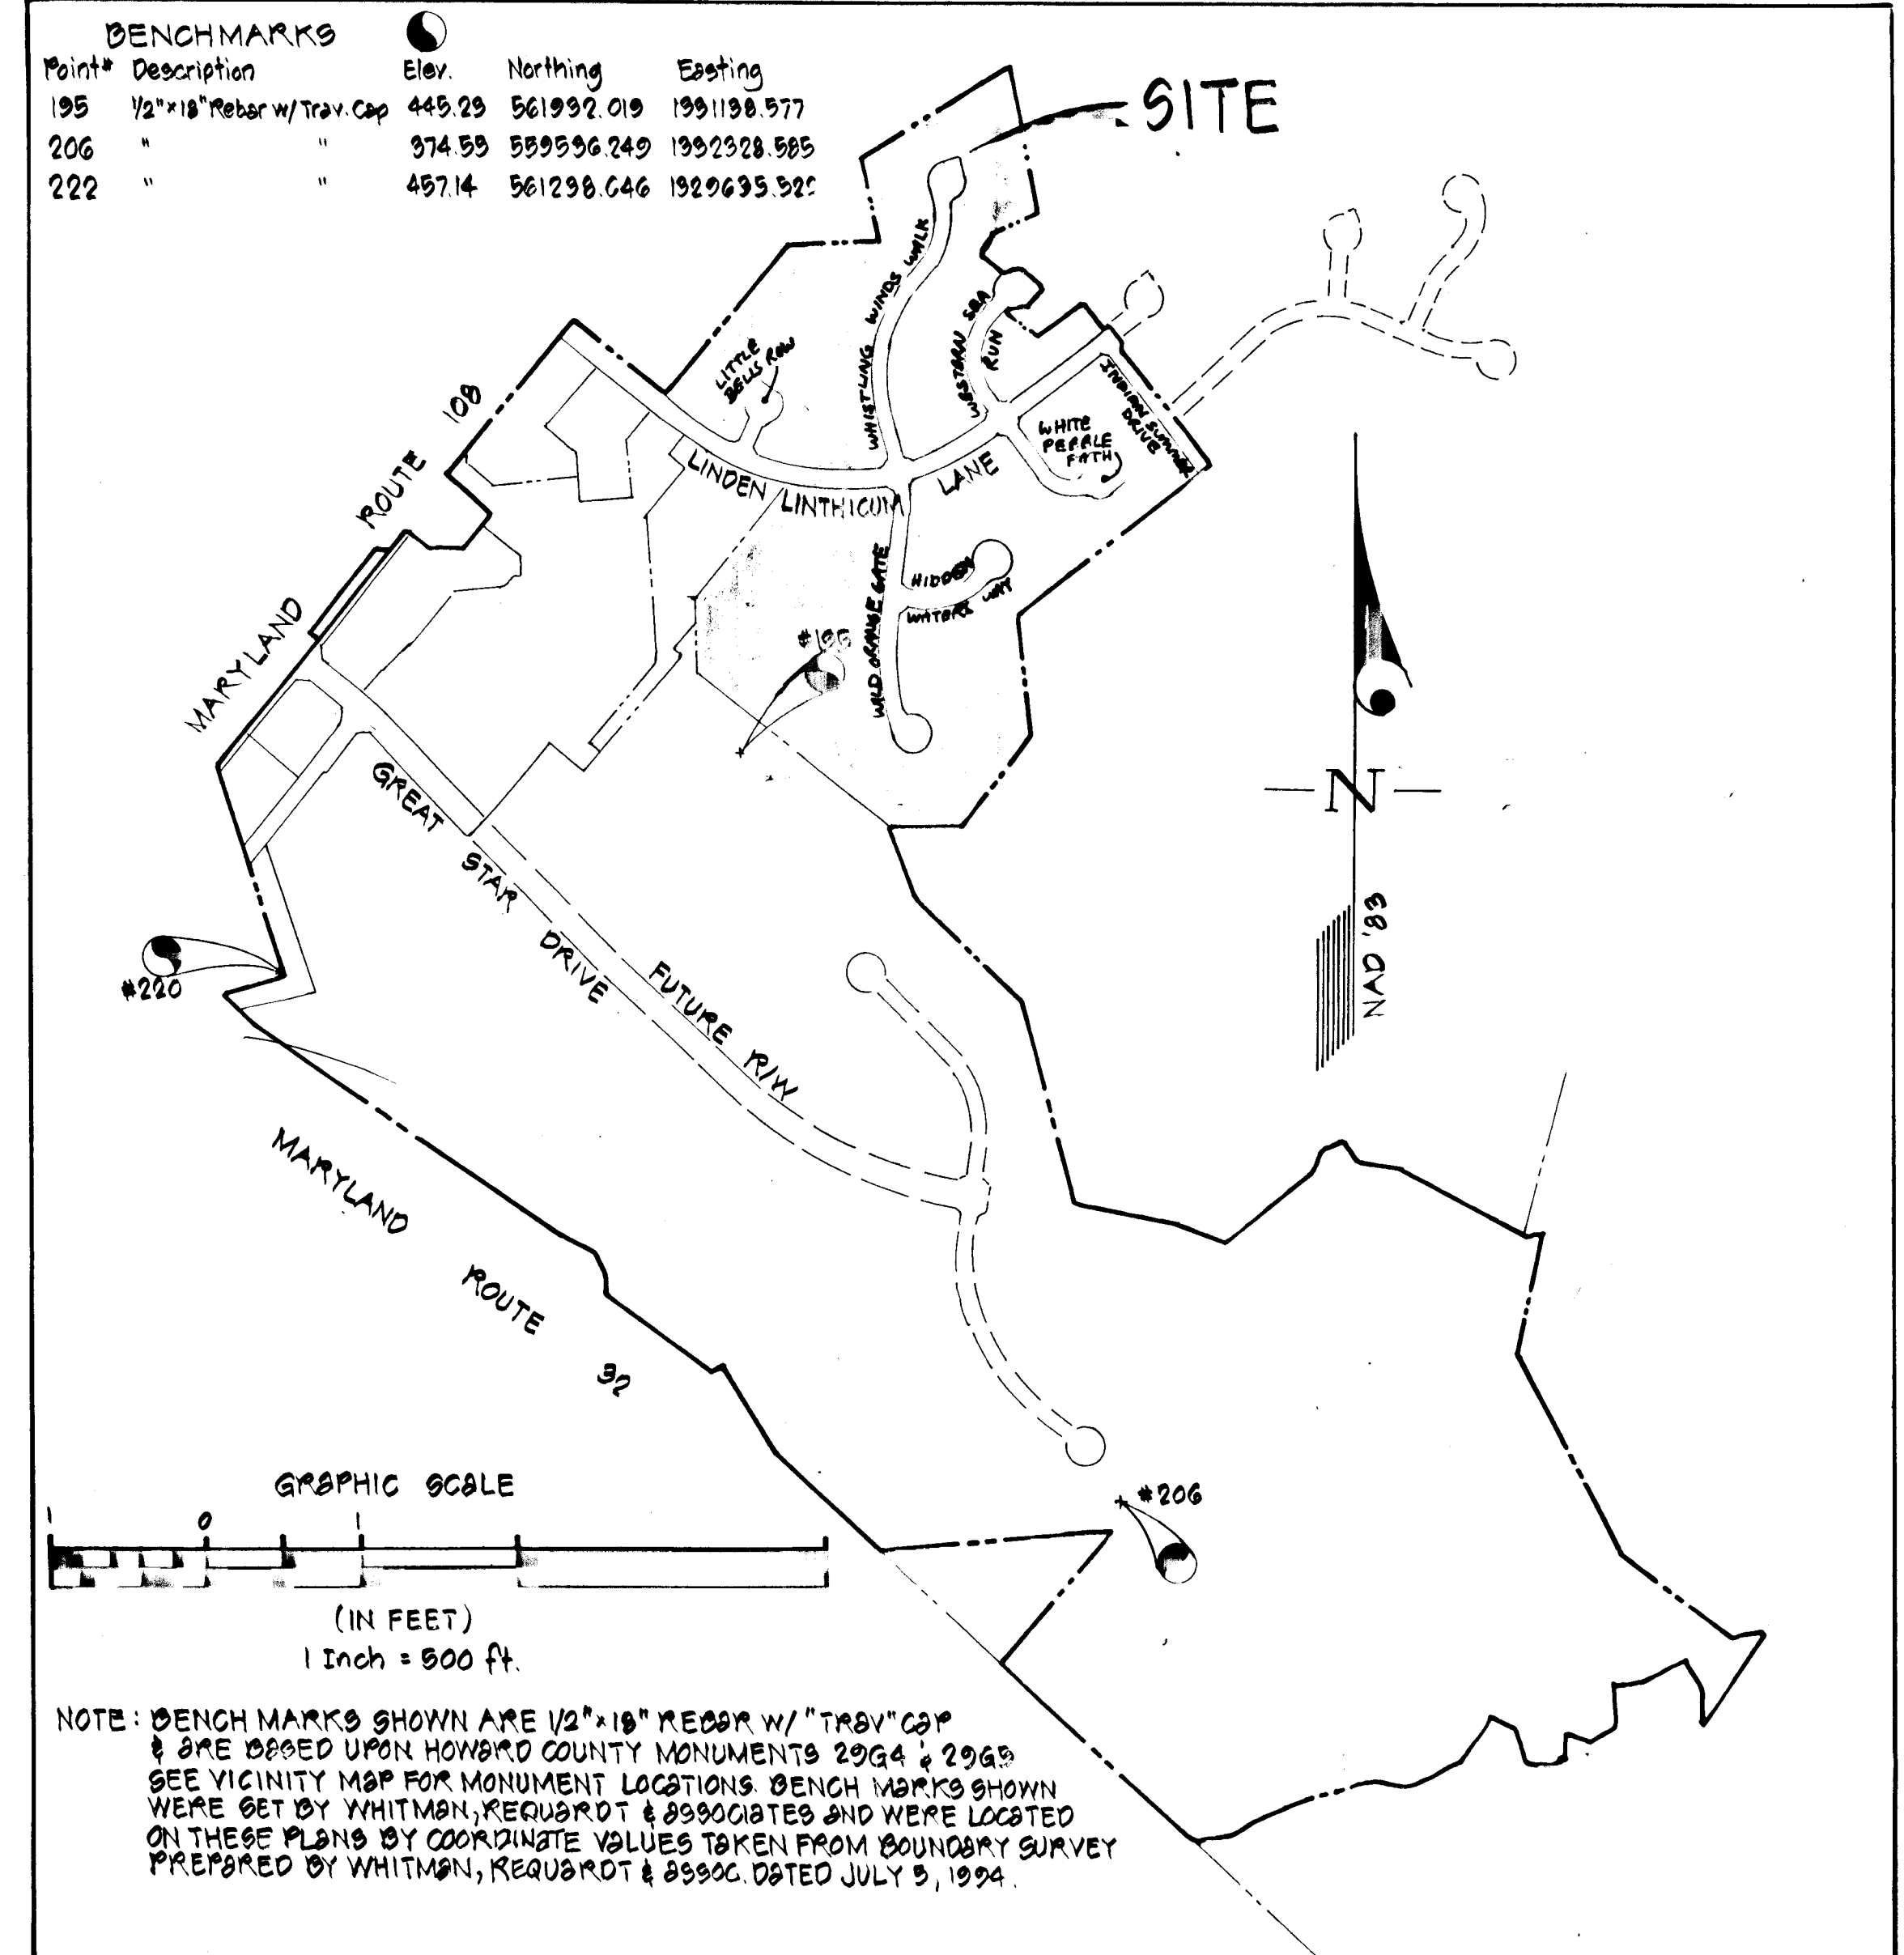 BENCHMARKS
Point# Description Elev. Northing Easting
195 1/2"x18" Rebar w/ Trav. Cap 445.23 561992.019 1331138.577
206 " " 374.59 559596.249 1332328.585
222 " " 457.14 561298.646
SITE
WHISTLING WINDS WALK
WESTERN SEA
RUN
LITTLE
BELLS ROW
INDIAN SUMMER
DRIVE
WHITE
PEBBLE
PATH
LINDEN LINTHICUM LANE
MARYLAND ROUTE 108
HIDDEN
WATERS WAY
WILD ORANGE GATE
#195
GREAT STAR DRIVE
FUTURE R/W
N
NAD '83
#220
MARYLAND ROUTE 32
#206
GRAPHIC SCALE
1 0 1
(IN FEET)
1 Inch = 500 ft.
NOTE: BENCH MARKS SHOWN ARE 1/2"x18" REBAR W/ "TRAV" CAP
& ARE BASED UPON HOWARD COUNTY MONUMENTS 29G4 & 29G5
SEE VICINITY MAP FOR MONUMENT LOCATIONS. BENCH MARKS SHOWN
WERE SET BY WHITMAN, REQUARDT & ASSOCIATES AND WERE LOCATED
ON THESE PLANS BY COORDINATE VALUES TAKEN FROM BOUNDARY SURVEY
PREPARED BY WHITMAN, REQUARDT & ASSOC. DATED JULY 5, 1994.